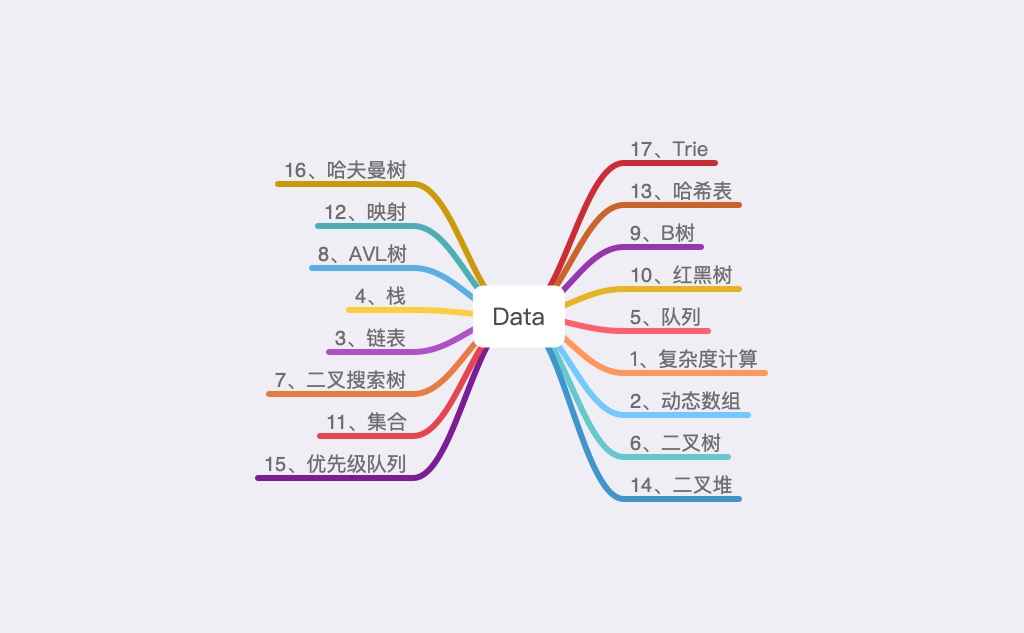 16、哈夫曼树
12、映射
8、AVL树
4、栈
3、链表
7、二叉搜索树
11、集合
15、优先级队列
Data
17、Trie
13、哈希表
9、B树
10、红黑树
5、队列
1、复杂度计算
2、动态数组
6、二叉树
14、二叉堆